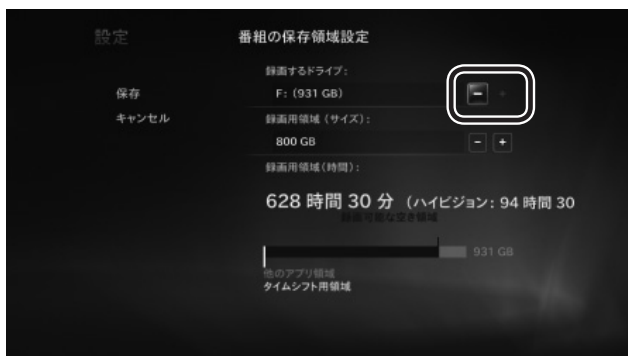 設定
番組の保存領域設定
録画するドライブ:
保存
F: (931 GB)
− +
キャンセル
録画用領域 (サイズ):
800 GB
− +
録画用領域(時間):
628 時間 30 分 (ハイビジョン: 94 時間 30
録画可能な空き領域
931 GB
他のアプリ領域
タイムシフト用領域